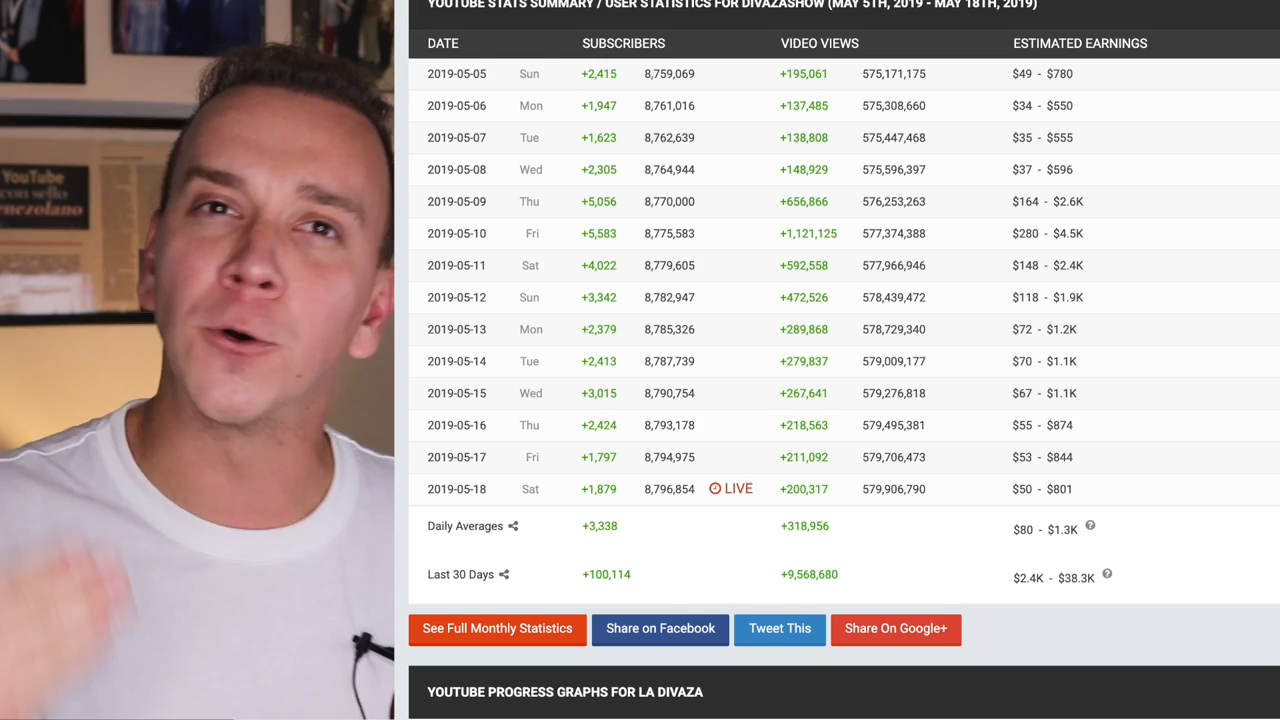 YOUTUBE STATS SUMMARY / USER STATISTICS FOR DIVAZASHOW (MAY 5TH, 2019 - MAY 18TH, 2019)
DATE SUBSCRIBERS VIDEO VIEWS ESTIMATED EARNINGS
2019-05-05 Sun +2,415 8,759,069 +195,061 575,171,175 $49 - $780
2019-05-06 Mon +1,947 8,761,016 +137,485 575,308,660 $34 - $550
2019-05-07 Tue +1,623 8,762,639 +138,808 575,447,468 $35 - $555
2019-05-08 Wed +2,305 8,764,944 +148,929 575,596,397 $37 - $596
2019-05-09 Thu +5,056 8,770,000 +656,866 576,253,263 $164 - $2.6K
2019-05-10 Fri +5,583 8,775,583 +1,121,125 577,374,388 $280 - $4.5K
2019-05-11 Sat +4,022 8,779,605 +592,558 577,966,946 $148 - $2.4K
2019-05-12 Sun +3,342 8,782,947 +472,526 578,439,472 $118 - $1.9K
2019-05-13 Mon +2,379 8,785,326 +289,868 578,729,340 $72 - $1.2K
2019-05-14 Tue +2,413 8,787,739 +279,837 579,009,177 $70 - $1.1K
2019-05-15 Wed +3,015 8,790,754 +267,641 579,276,818 $67 - $1.1K
2019-05-16 Thu +2,424 8,793,178 +218,563 579,495,381 $55 - $874
2019-05-17 Fri +1,797 8,794,975 +211,092 579,706,473 $53 - $844
2019-05-18 Sat +1,879 8,796,854 LIVE +200,317 579,906,790 $50 - $801
Daily Averages +3,338 +318,956 $80 - $1.3K
Last 30 Days +100,114 +9,568,680 $2.4K - $38.3K
See Full Monthly Statistics Share on Facebook Tweet This Share On Google+
YOUTUBE PROGRESS GRAPHS FOR LA DIVAZA
YouTube
con sello
enezolano